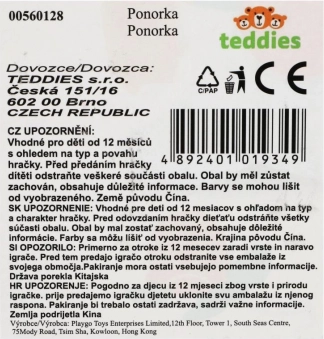 00560128
Ponorka
Ponorka
teddies
Dovozce/Dovozca:
TEDDIES s.r.o.
Česká 151/16
602 00 Brno
CZECH REPUBLIC
C/PAP
CZ UPOZORNĚNÍ:
Vhodné pro děti od 12 měsíců
s ohledem na typ a povahu
hračky. Před předáním hračky
4 892401 019349
dítěti odstraňte veškeré součásti obalu. Obal by měl zůstat
zachován, obsahuje důležité informace. Barvy se mohou lišit
od vyobrazeného. Země původu Čína.
SK UPOZORNENIE: Vhodné pre deti od 12 mesiacov s ohľadom na typ
a charakter hračky. Pred odovzdaním hračky dieťaťu odstráňte všetky
súčasti obalu. Obal by mal zostať zachovaný, obsahuje dôležité
informácie. Farby sa môžu líšiť od vyobrazenia. Krajina pôvodu Čína.
SI OPOZORILO: Primerno za otroke iz 12 mesecev zaradi vrste in naravo
igrače. Pred tem predajo igračo otroku odstranite vse embalaže iz
svojega območja.Pakiranje mora ostati vsebujejo pomembne informacije.
Država porekla Kitajska
HR UPOZORENJE: Pogodno za djecu iz 12 mjeseci zbog vrste i prirodu
igračke. prije predajemo igračku djetetu uklonite svu ambalažu iz njenog
raspona. Pakiranje bi trebalo ostati zadržava, sadrži važne informacije.
Zemlja podrijetla Kina
Výrobce/Výrobca: Playgo Toys Enterprises Limited,12th Floor, Tower 1, South Seas Centre,
75Mody Road, Tsim Sha, Kowloon, Hong Kong